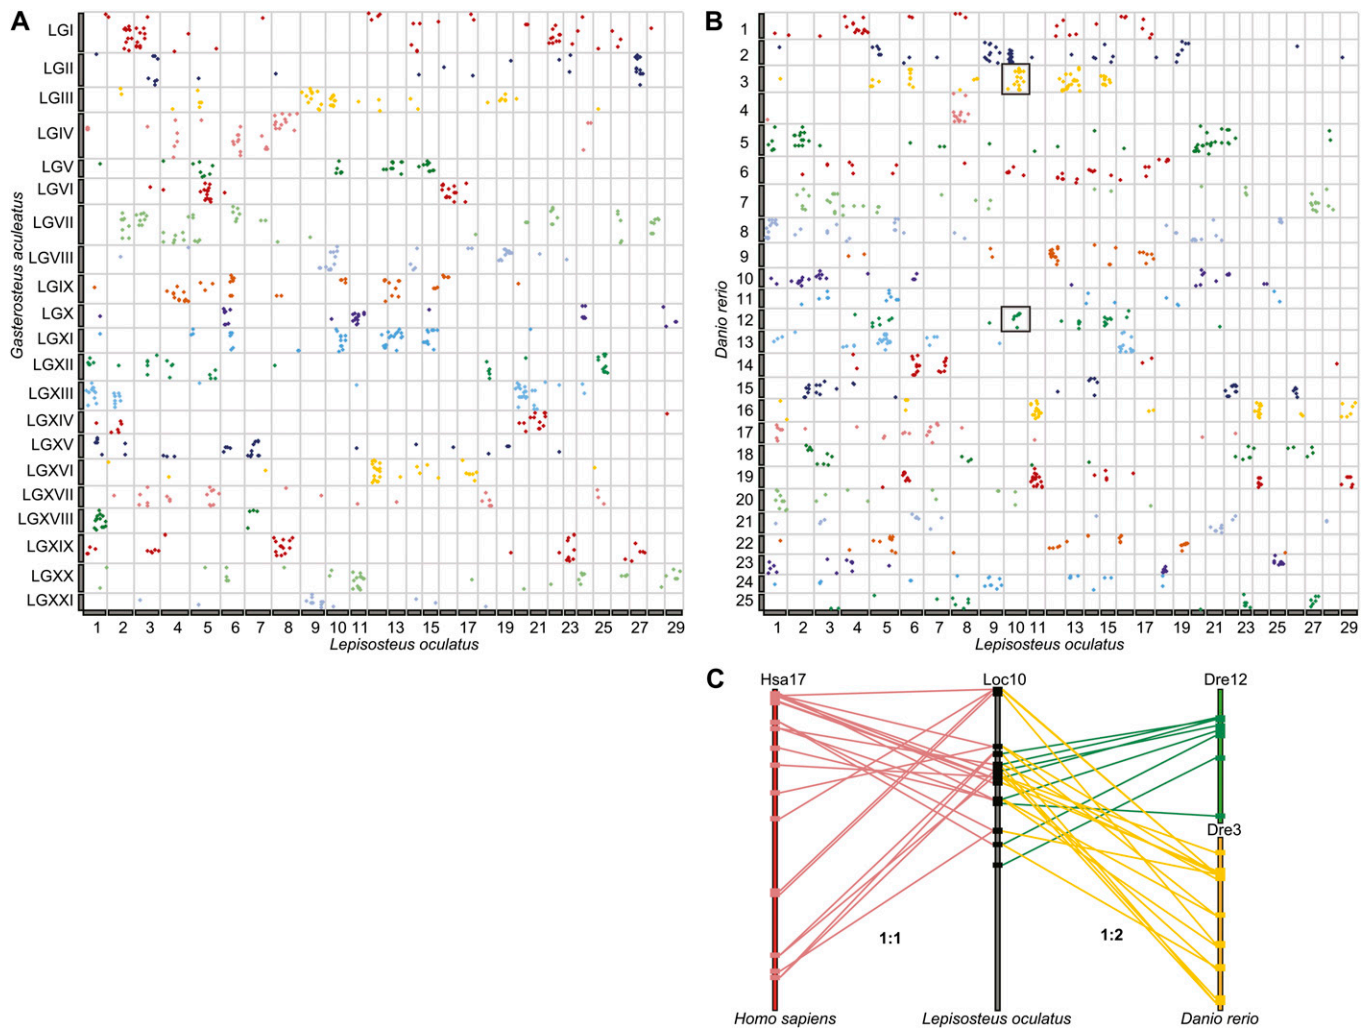 A
LGI
LGII
LGIII
LGIV
LGV
LGVI
LGVII
LGVIII
LGIX
LGX
LGXI
LGXII
LGXIII
LGXIV
LGXV
LGXVI
LGXVII
LGXVIII
LGXIX
LGXX
LGXXI
Gasterosteus aculeatus
1 2 3 4 5 6 7 8 9 10 11 13 15 17 19 21 23 25 27 29
Lepisosteus oculatus
B
1
2
3
4
5
6
7
8
9
10
11
12
13
14
15
16
17
18
19
20
21
22
23
24
25
Danio rerio
1 2 3 4 5 6 7 8 9 10 11 13 15 17 19 21 23 25 27 29
Lepisosteus oculatus
C
Hsa17 Loc10 Dre12
Dre3
1:1 1:2
Homo sapiens Lepisosteus oculatus Danio rerio